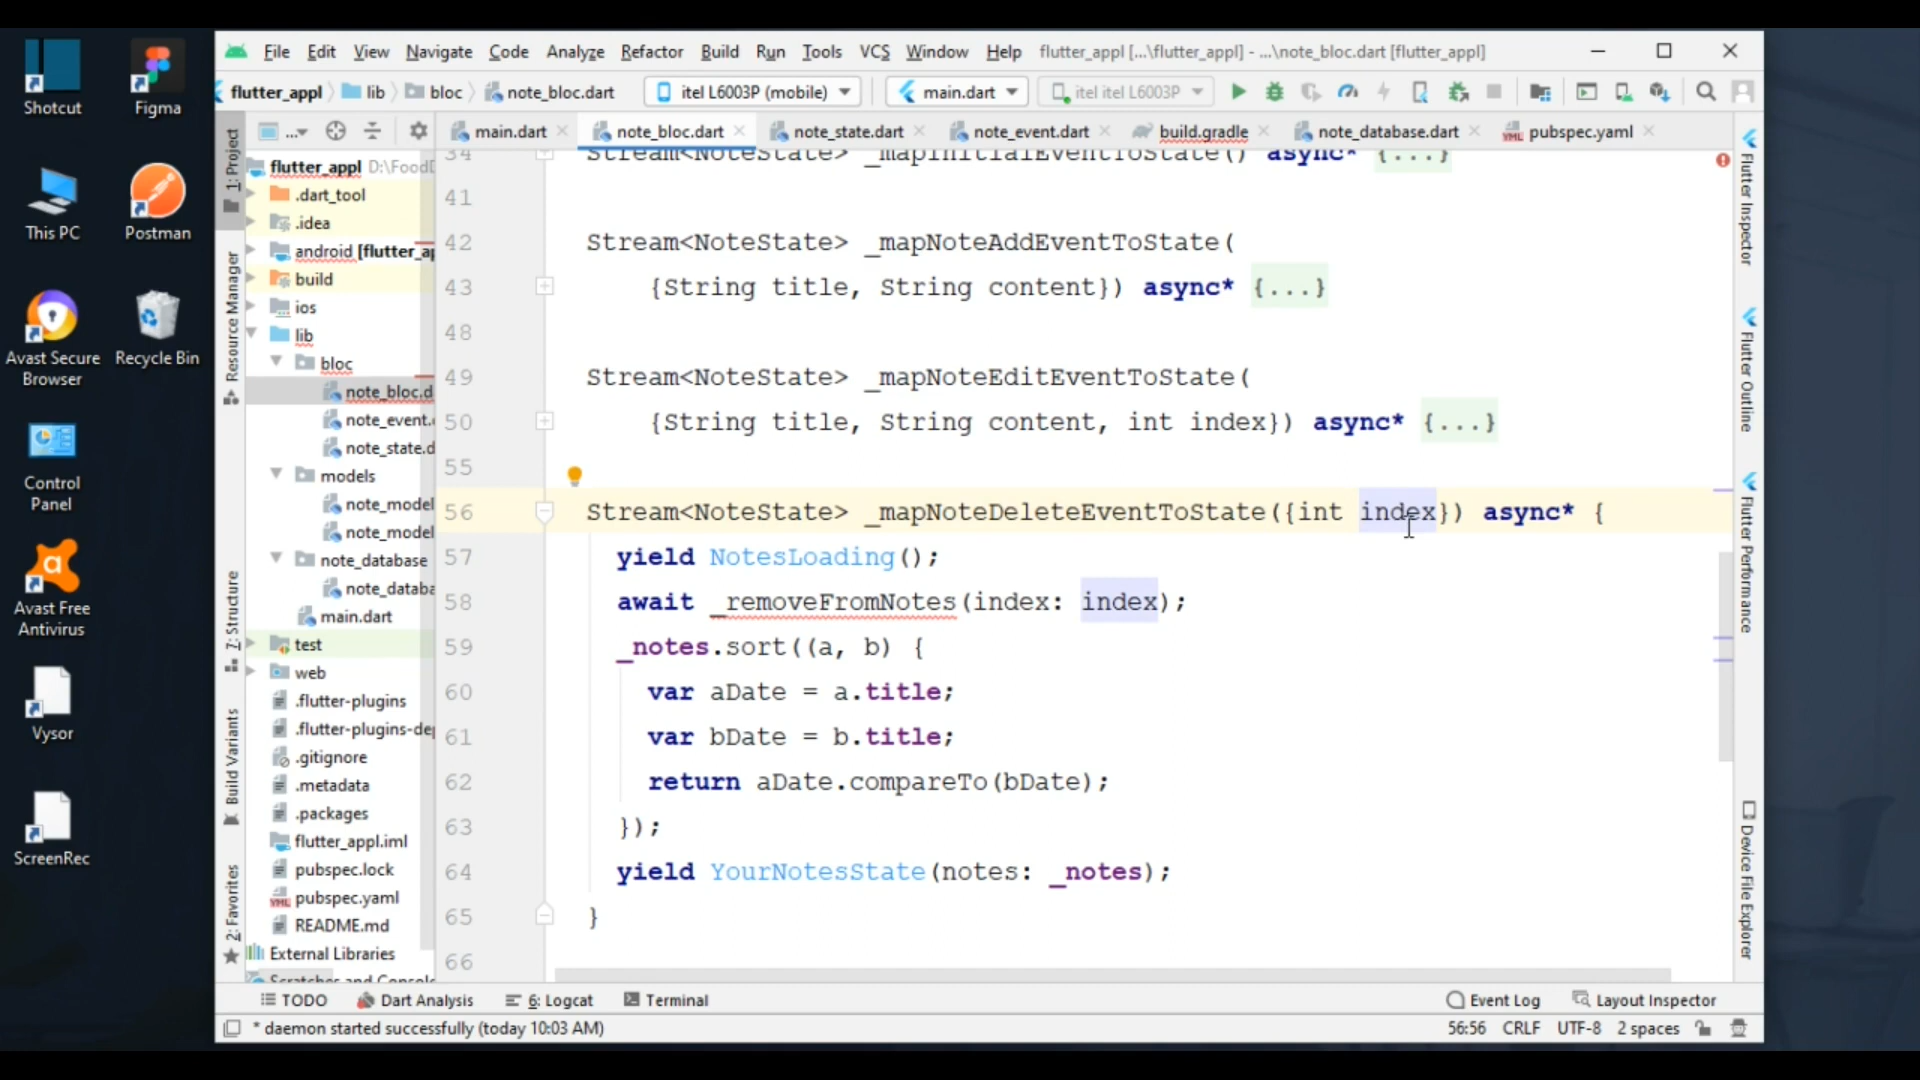 Shotcut
Figma
This PC
Postman
Avast Secure
Browser
Recycle Bin
Control
Panel
Avast Free
Antivirus
Vysor
ScreenRec
File Edit View Navigate Code Analyze Refactor Build Run Tools VCS Window Help flutter_appl [...\flutter_appl] - ...\note_bloc.dart [flutter_appl]
flutter_appl lib bloc note_bloc.dart itel L6003P (mobile) main.dart itel itel L6003P
main.dart note_bloc.dart note_state.dart note_event.dart build.gradle note_database.dart pubspec.yaml
1: Project
Resource Manager
7: Structure
Build Variants
2: Favorites
flutter_appl D:\FoodD
.dart_tool
.idea
android [flutter_ap
build
ios
lib
bloc
note_bloc.d
note_event.
note_state.d
models
note_model
note_model
note_database
note_databa
main.dart
test
web
.flutter-plugins
.flutter-plugins-de
.gitignore
.metadata
.packages
flutter_appl.iml
pubspec.lock
pubspec.yaml
README.md
External Libraries
Scratches and Console
34 Stream<NoteState> _mapInitialEventToState() async* {...}
41
42 Stream<NoteState> _mapNoteAddEventToState(
43 {String title, String content}) async* {...}
48
49 Stream<NoteState> _mapNoteEditEventToState(
50 {String title, String content, int index}) async* {...}
55
56 Stream<NoteState> _mapNoteDeleteEventToState({int index}) async* {
57 yield NotesLoading();
58 await _removeFromNotes(index: index);
59 _notes.sort((a, b) {
60 var aDate = a.title;
61 var bDate = b.title;
62 return aDate.compareTo(bDate);
63 });
64 yield YourNotesState(notes: _notes);
65 }
66
Flutter Inspector
Flutter Outline
Flutter Performance
Device File Explorer
TODO Dart Analysis 6: Logcat Terminal Event Log Layout Inspector
* daemon started successfully (today 10:03 AM) 56:56 CRLF UTF-8 2 spaces